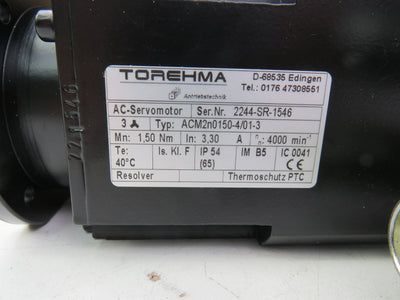 TOREHMA
Antriebstechnik
D-68535 Edingen
Tel.: 0176 47308551
AC-Servomotor Ser.Nr. 2244-SR-1546
3 Typ: ACM2n0150-4/01-3
Mn: 1,50 Nm In: 3,30 A n: 4000 min⁻¹
Te: 40°C Is. Kl. F IP 54 (65) IM B5 IC 0041
CE
Resolver Thermoschutz PTC